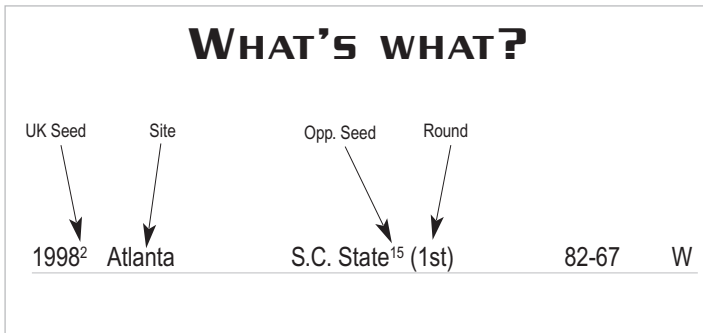 WHAT'S WHAT?
UK Seed Site Opp. Seed Round
1998² Atlanta S.C. State¹⁵ (1st) 82-67 W